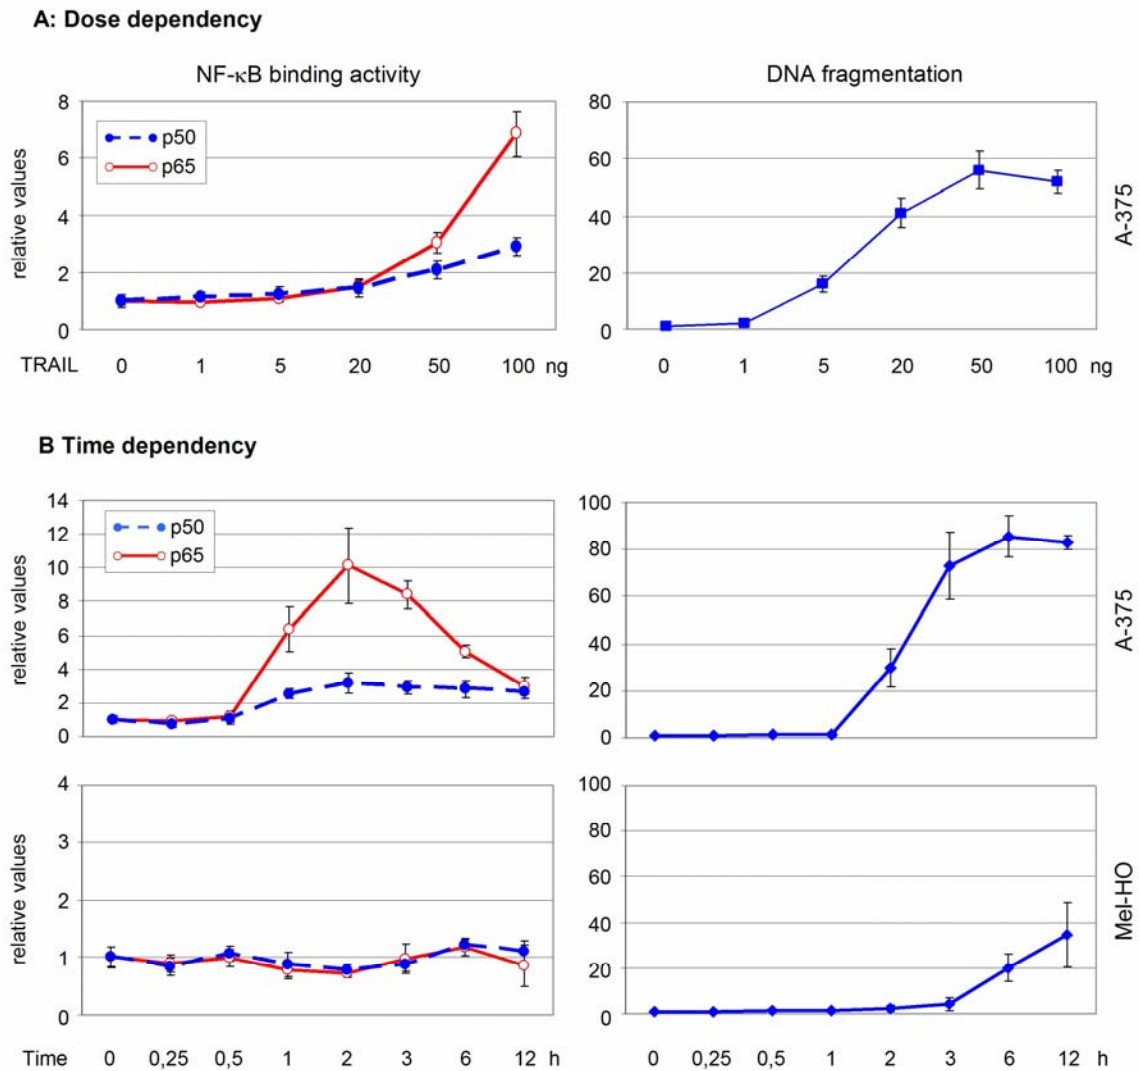 A: Dose dependency
NF-κB binding activity
DNA fragmentation
relative values
8
6
4
2
0
p50
p65
80
60
40
20
0
A-375
TRAIL 0 1 5 20 50 100 ng
0 1 5 20 50 100 ng
B Time dependency
relative values
14
12
10
8
6
4
2
0
p50
p65
100
80
60
40
20
0
A-375
relative values
4
3
2
1
0
100
80
60
40
20
0
Mel-HO
Time 0 0,25 0,5 1 2 3 6 12 h
0 0,25 0,5 1 2 3 6 12 h